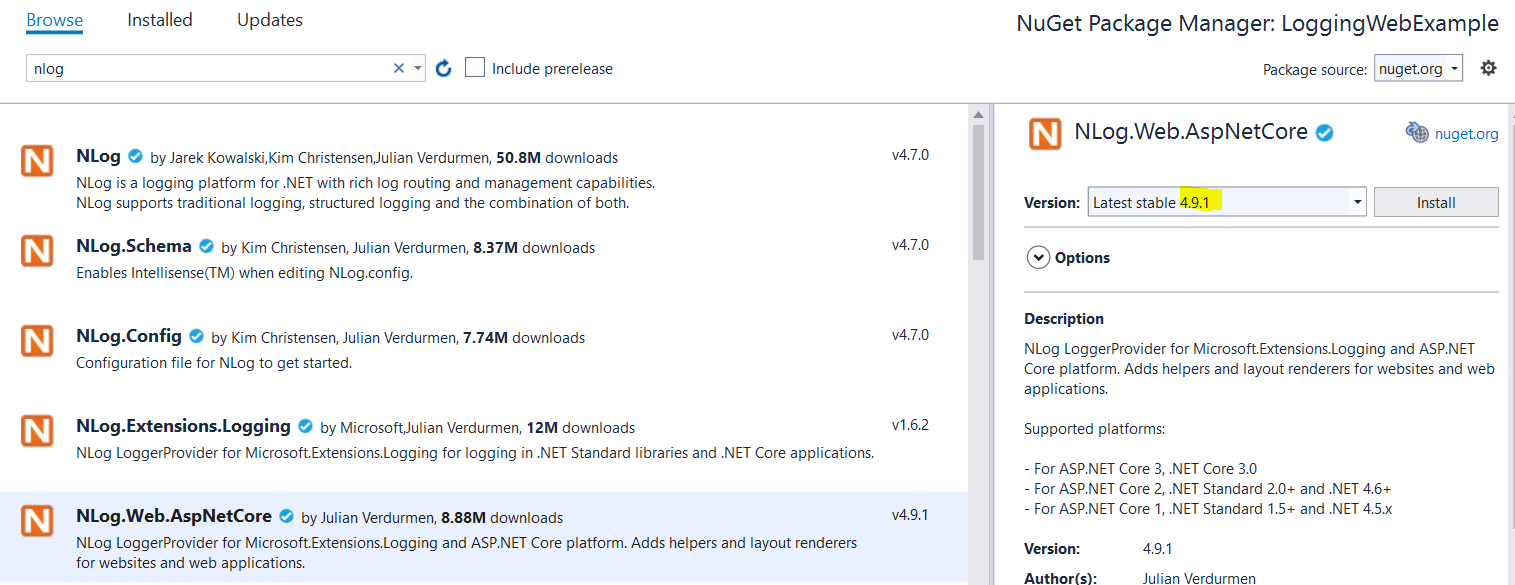 Browse Installed Updates
NuGet Package Manager: LoggingWebExample
nlog
Include prerelease
Package source: nuget.org
NLog by Jarek Kowalski,Kim Christensen,Julian Verdurmen, 50.8M downloads v4.7.0
NLog is a logging platform for .NET with rich log routing and management capabilities.
NLog supports traditional logging, structured logging and the combination of both.
NLog.Schema by Kim Christensen, Julian Verdurmen, 8.37M downloads v4.7.0
Enables Intellisense(TM) when editing NLog.config.
NLog.Config by Kim Christensen, Julian Verdurmen, 7.74M downloads v4.7.0
Configuration file for NLog to get started.
NLog.Extensions.Logging by Microsoft,Julian Verdurmen, 12M downloads v1.6.2
NLog LoggerProvider for Microsoft.Extensions.Logging for logging in .NET Standard libraries and .NET Core applications.
NLog.Web.AspNetCore by Julian Verdurmen, 8.88M downloads v4.9.1
NLog LoggerProvider for Microsoft.Extensions.Logging and ASP.NET Core platform. Adds helpers and layout renderers
for websites and web applications.
N NLog.Web.AspNetCore nuget.org
Version: Latest stable 4.9.1 Install
Options
Description
NLog LoggerProvider for Microsoft.Extensions.Logging and ASP.NET
Core platform. Adds helpers and layout renderers for websites and web
applications.
Supported platforms:
- For ASP.NET Core 3, .NET Core 3.0
- For ASP.NET Core 2, .NET Standard 2.0+ and .NET 4.6+
- For ASP.NET Core 1, .NET Standard 1.5+ and .NET 4.5.x
Version: 4.9.1
Author(s): Julian Verdurmen